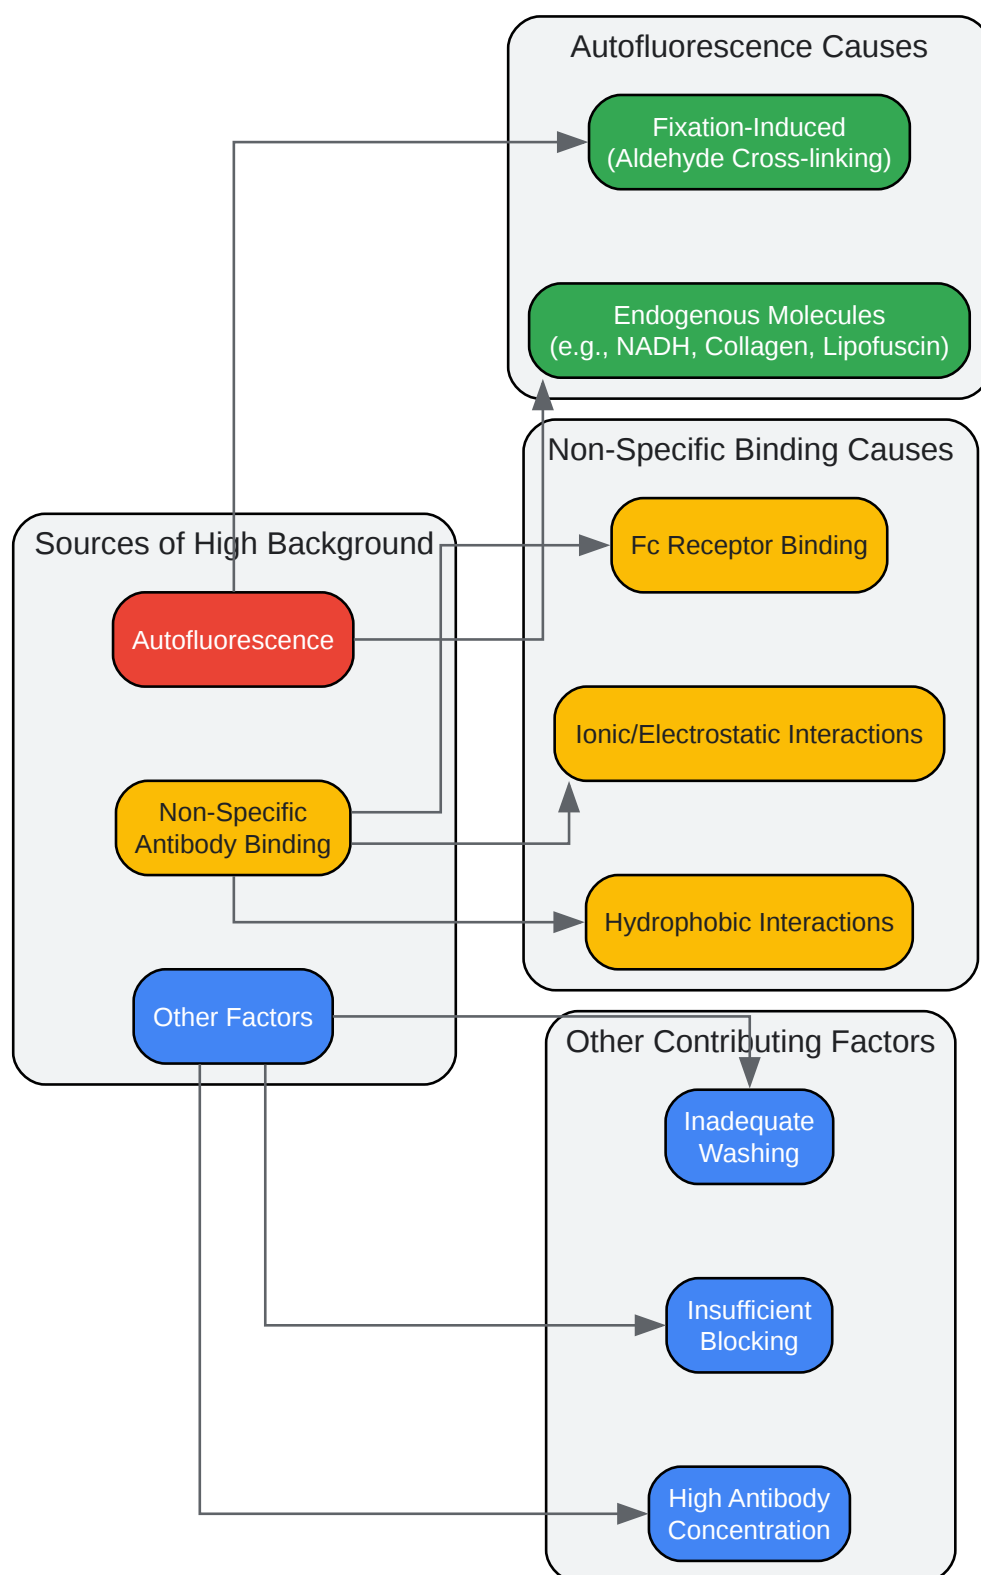 Autofluorescence Causes
Fixation-Induced
(Aldehyde Cross-linking)
Endogenous Molecules
(e.g., NADH, Collagen, Lipofuscin)
Non-Specific Binding Causes
Fc Receptor Binding
Ionic/Electrostatic Interactions
Hydrophobic Interactions
Sources of High Background
Autofluorescence
Non-Specific
Antibody Binding
Other Factors
Other Contributing Factors
Inadequate
Washing
Insufficient
Blocking
High Antibody
Concentration